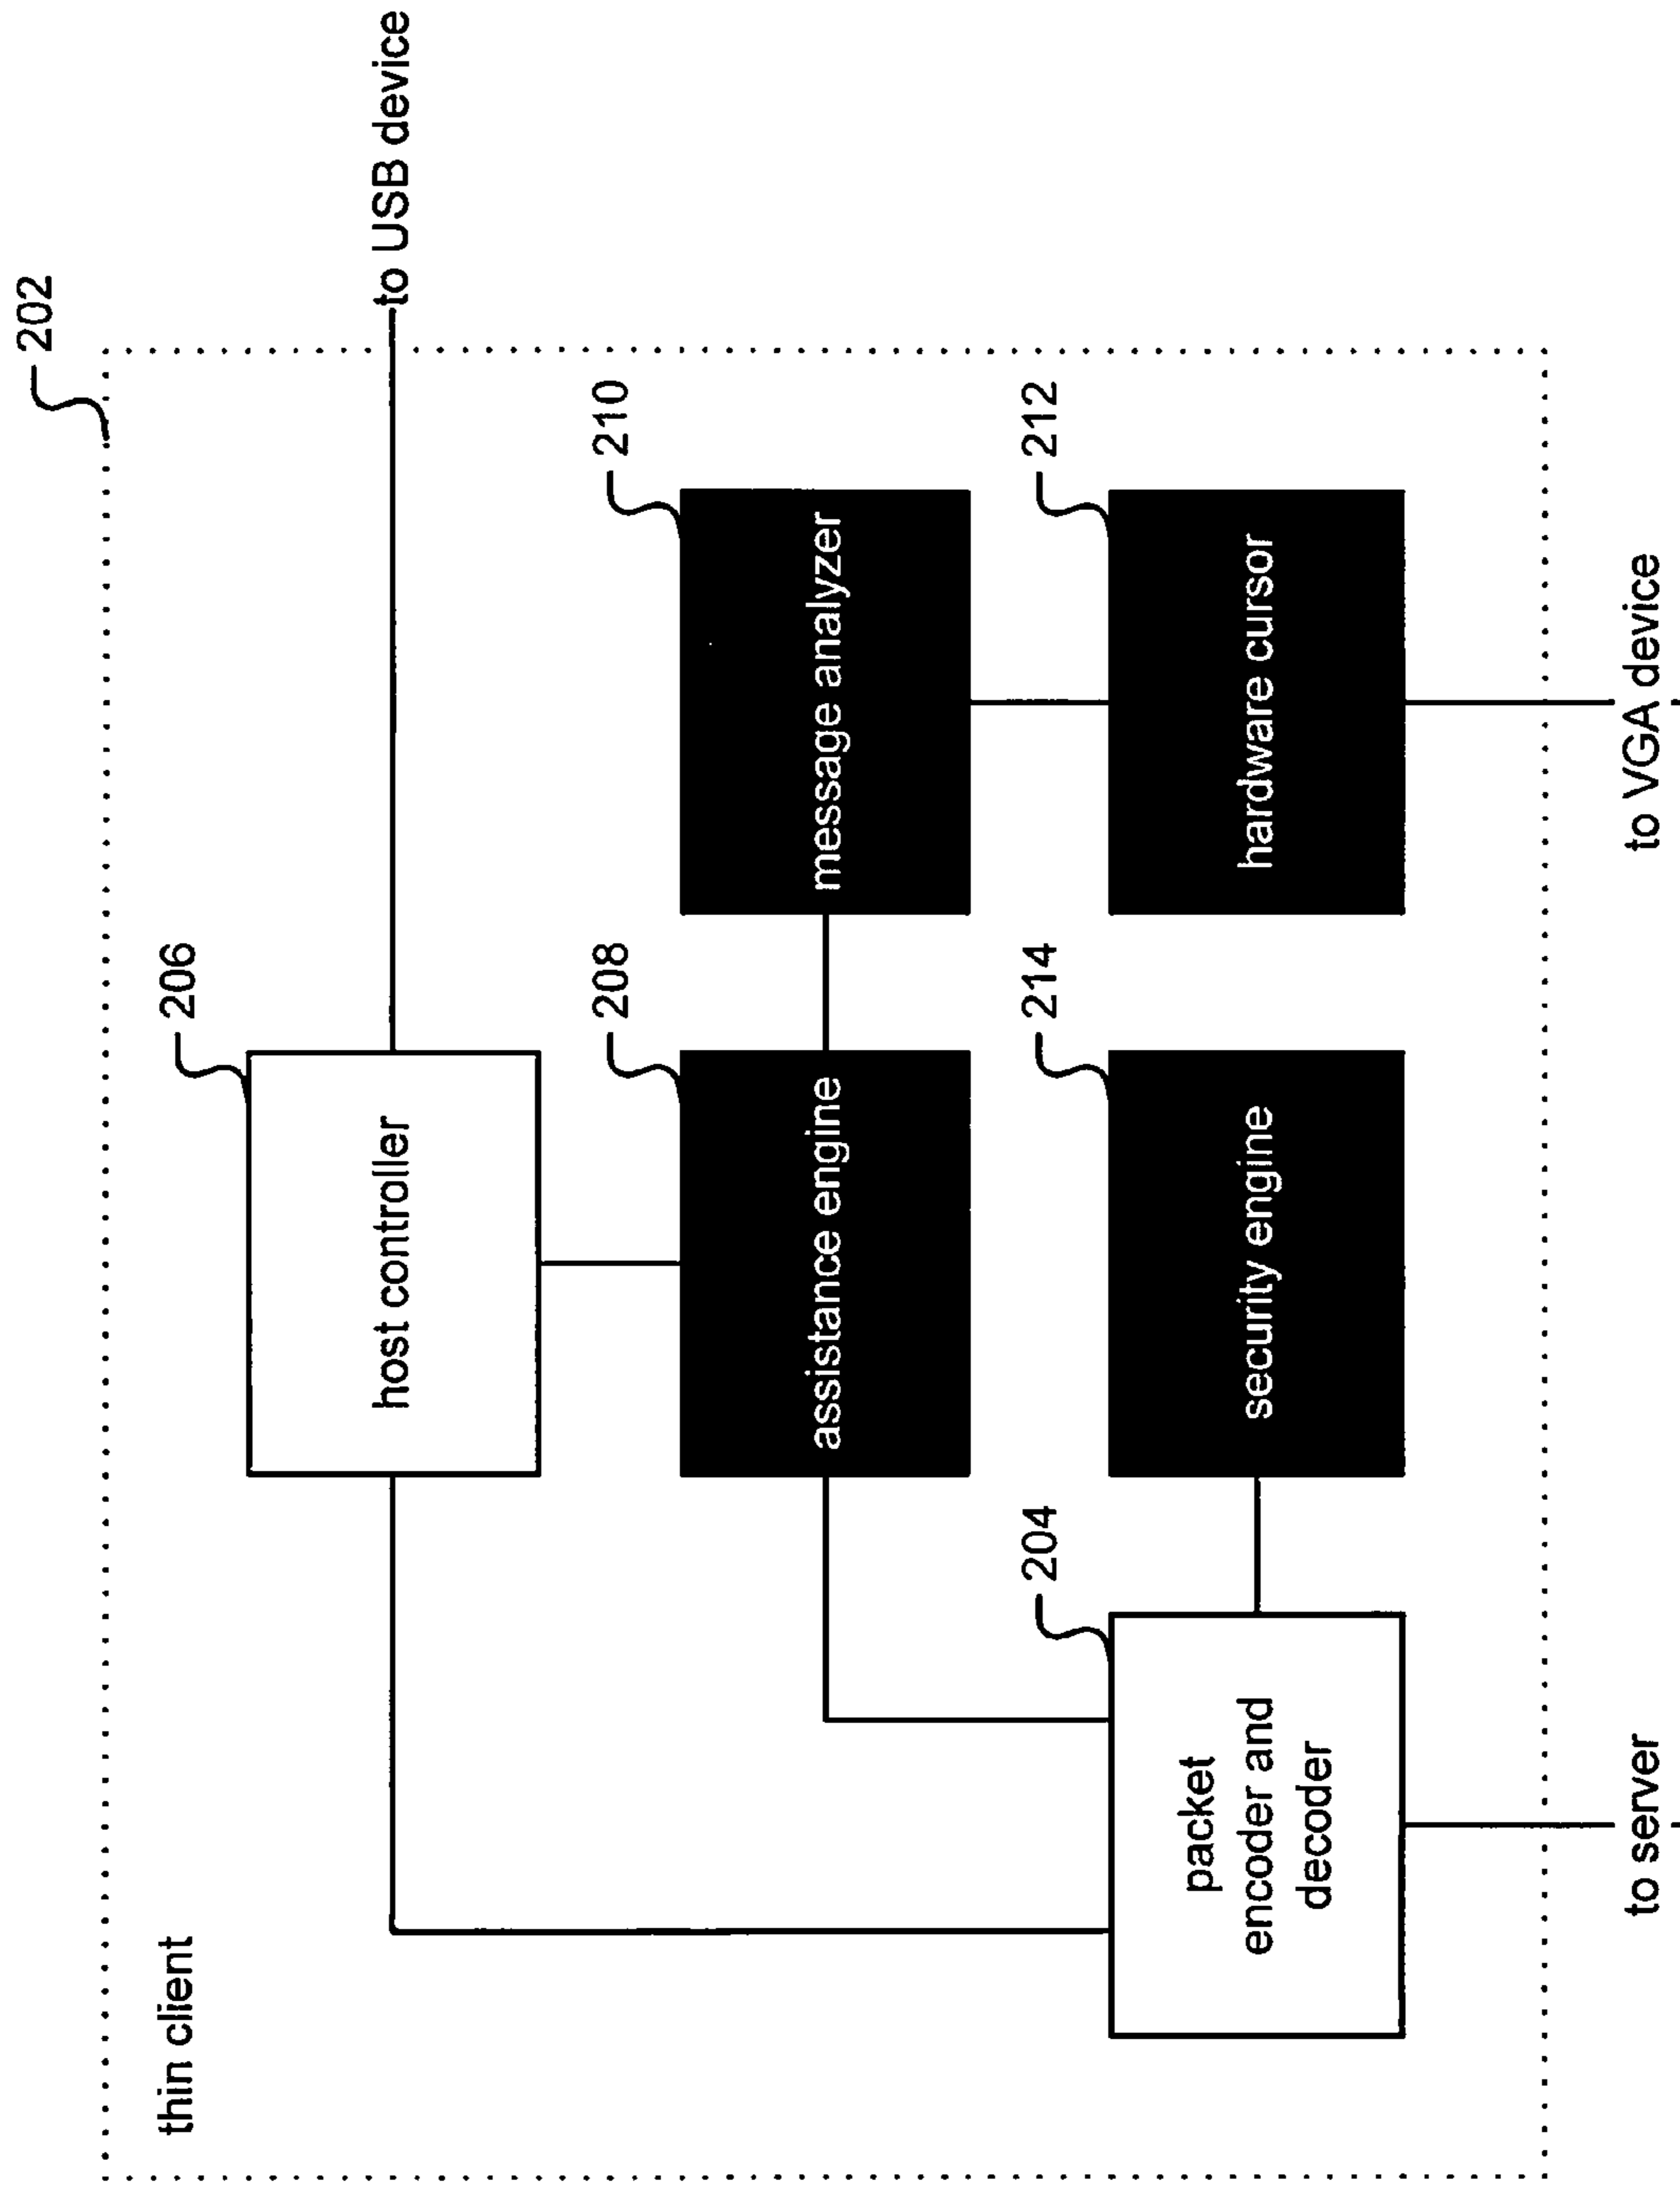 202
thin client
206
host controller
to USB device
208
assistance engine
210
message analyzer
204
packet
encoder and
decoder
214
security engine
212
hardware cursor
to server
to VGA device